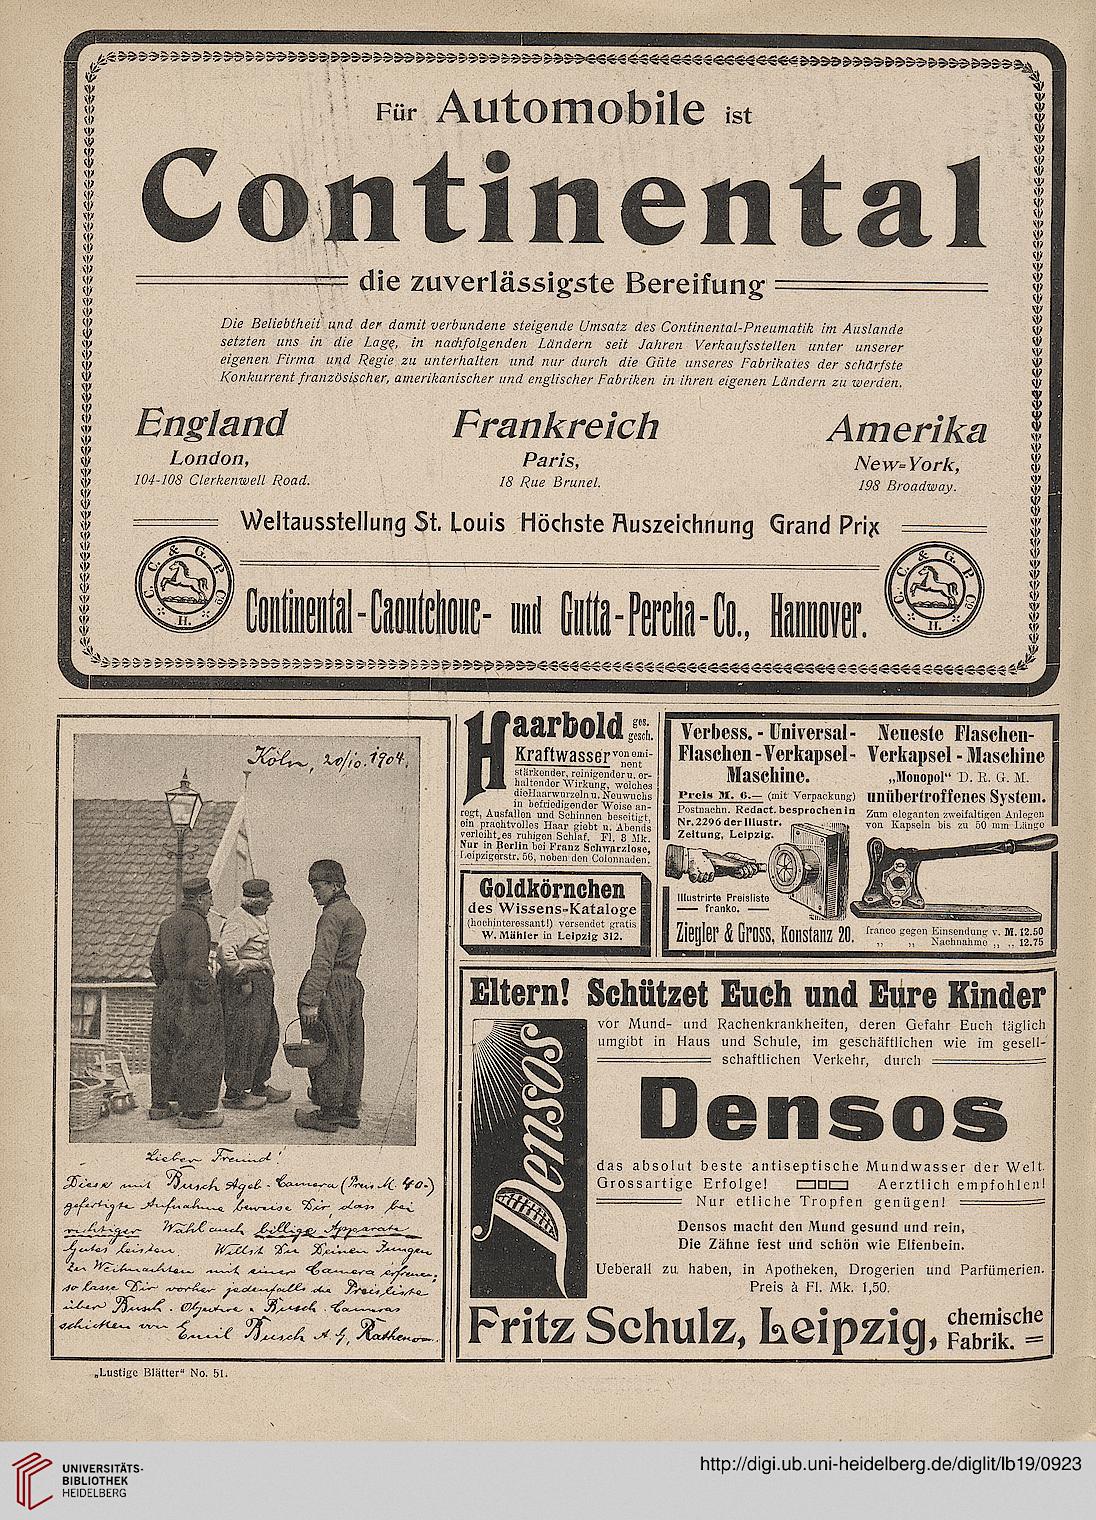 Für Automobile ist
Continental
die zuverlässigste Bereifung
Die Beliebtheit und der damit verbundene steigende Umsatz des Continental-Pneumatik im Auslande
setzten uns in die Lage, in nachfolgenden Ländern seit Jahren Verkaufsstellen unter unserer
eigenen Firma und Regie zu unterhalten und nur durch die Güte unseres Fabrikates der schärfste
Konkurrent französischer, amerikanischer und englischer Fabriken in ihren eigenen Ländern zu werden.
England
London,
104-108 Clerkenwell Road.
Frankreich
Paris,
18 Rue Brunel.
Amerika
New-York,
198 Broadway.
Weltausstellung St. Louis Höchste Auszeichnung Grand Prix
C. C. & G. P. Co H.
Continental-Caoutchouc- und Gutta-Percha-Co., Hannover.
C. C. & G. P. Co H.
Köln, 20/10. 1904.
Lieber Freund!
Diese mit Busch Ageb-Camera (Preis M. 40.-)
gefertigte Aufnahme beweise Dir, dass bei
richtiger Wahl auch billige Apparate
Gutes leisten. Willst Du Deinen Jungen
zu Weihnachten mit einer Camera erfreuen,
so lasse Dir vorher jedenfalls die Preisliste
über Busch-Objective u. Busch-Cameras
schicken von Emil Busch A. G., Rathenow.
Haarbold ges. gesch.
Kraftwasser von eminent
stärkender, reinigender u. erhaltender
Wirkung, welches
die Haarwurzeln u. Neuwuchs
in befriedigender Weise anregt,
Ausfallen und Schinnen beseitigt,
ein prachtvolles Haar giebt u. Abends
verleiht es ruhigen Schlaf. Fl. 3 Mk.
Nur in Berlin bei Franz Schwarzlose,
Leipzigerstr. 56, neben den Colonnaden.
Goldkörnchen
des Wissens-Kataloge
(hochinteressant!) versendet gratis
W. Mähler in Leipzig 312.
Verbess.-Universal-
Flaschen-Verkapsel-
Maschine.
Preis M. 6.— (mit Verpackung)
Postnachn. Redact. besprochen in
Nr. 2296 der Illustr.
Zeitung, Leipzig.
Neueste Flaschen-
Verkapsel-Maschine
„Monopol“ D. R. G. M.
unübertroffenes System.
Zum eleganten zweifaltigen Anlegen
von Kapseln bis zu 50 mm Länge
Illustrirte Preisliste
franko.
Ziegler & Gross, Konstanz 20.
franco gegen Einsendung v. M. 12.50
„ „ Nachnahme „ „ 12.75
Eltern! Schützet Euch und Eure Kinder
vor Mund- und Rachenkrankheiten, deren Gefahr Euch täglich
umgibt in Haus und Schule, im geschäftlichen wie im gesell-
schaftlichen Verkehr, durch
Densos
Densos
das absolut beste antiseptische Mundwasser der Welt.
Grossartige Erfolge! Aerztlich empfohlen!
Nur etliche Tropfen genügen!
Densos macht den Mund gesund und rein,
Die Zähne fest und schön wie Elfenbein.
Ueberall zu haben, in Apotheken, Drogerien und Parfümerien.
Preis à Fl. Mk. 1,50.
Fritz Schulz, Leipzig, chemische Fabrik.
„Lustige Blätter“ No. 51.
UNIVERSITÄTS-
BIBLIOTHEK
HEIDELBERG
http://digi.ub.uni-heidelberg.de/diglit/lb19/0923